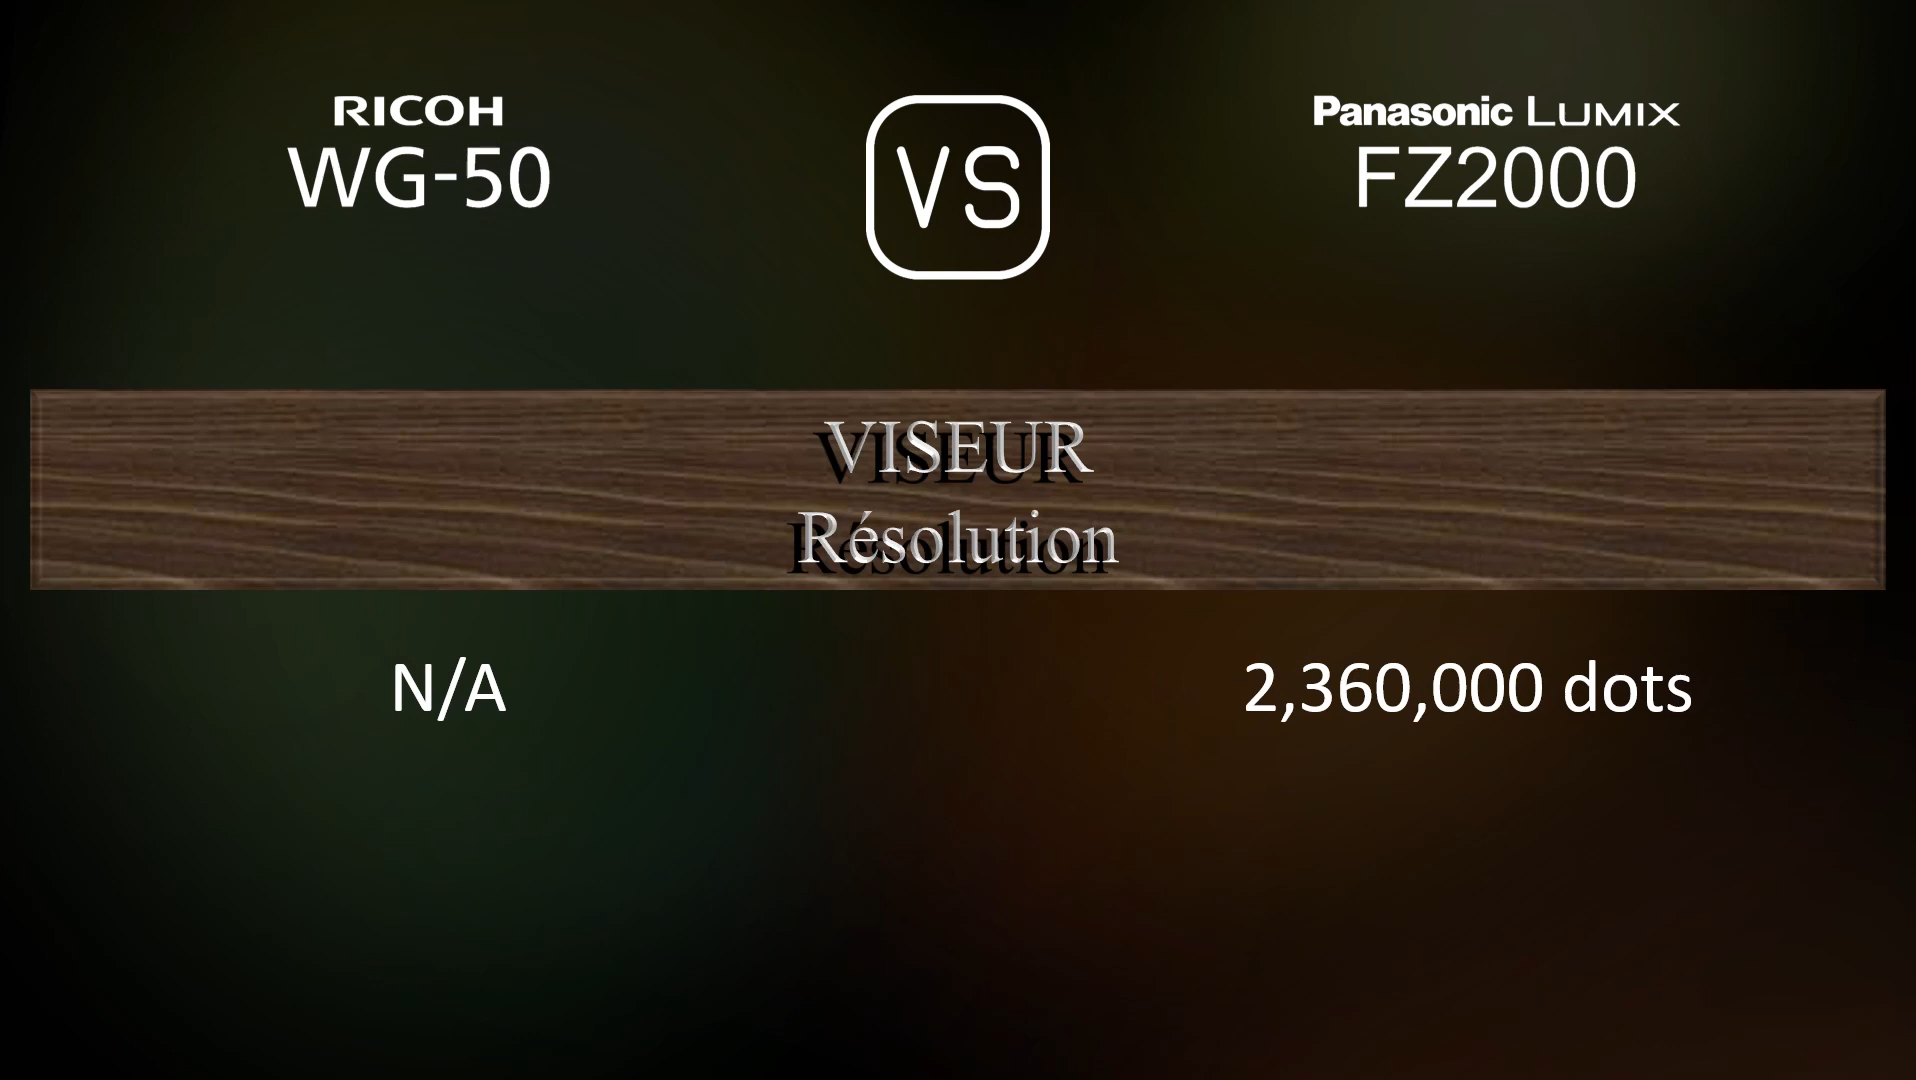 RICOH
WG-50
VS
Panasonic LUMIX
FZ2000
VISEUR
Résolution
N/A
2,360,000 dots